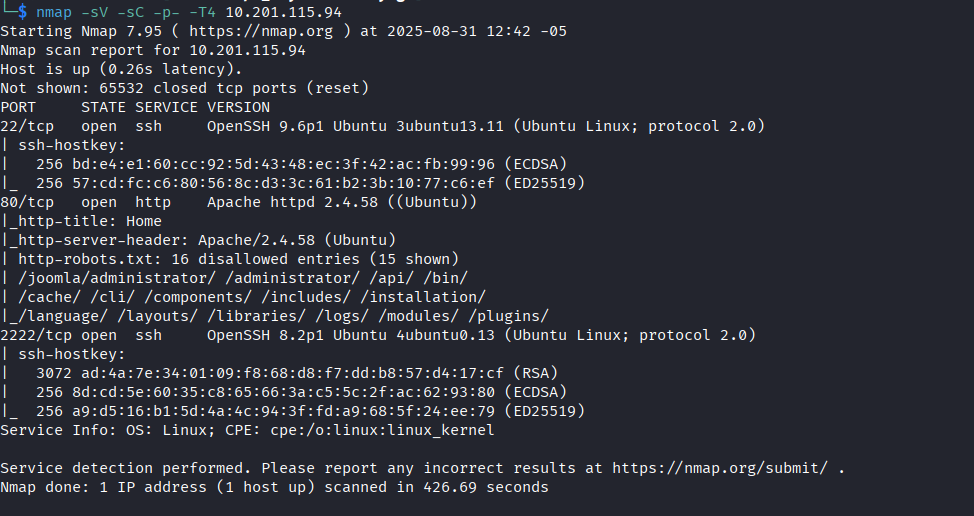 └─$ nmap -sV -sC -p- -T4 10.201.115.94
Starting Nmap 7.95 ( https://nmap.org ) at 2025-08-31 12:42 -05
Nmap scan report for 10.201.115.94
Host is up (0.26s latency).
Not shown: 65532 closed tcp ports (reset)
PORT     STATE SERVICE VERSION
22/tcp   open  ssh     OpenSSH 9.6p1 Ubuntu 3ubuntu13.11 (Ubuntu Linux; protocol 2.0)
| ssh-hostkey:
|   256 bd:e4:e1:60:cc:92:5d:43:48:ec:3f:42:ac:fb:99:96 (ECDSA)
|_  256 57:cd:fc:c6:80:56:8c:d3:3c:61:b2:3b:10:77:c6:ef (ED25519)
80/tcp   open  http    Apache httpd 2.4.58 ((Ubuntu))
|_http-title: Home
|_http-server-header: Apache/2.4.58 (Ubuntu)
| http-robots.txt: 16 disallowed entries (15 shown)
| /joomla/administrator/ /administrator/ /api/ /bin/
| /cache/ /cli/ /components/ /includes/ /installation/
|_/language/ /layouts/ /libraries/ /logs/ /modules/ /plugins/
2222/tcp open  ssh     OpenSSH 8.2p1 Ubuntu 4ubuntu0.13 (Ubuntu Linux; protocol 2.0)
| ssh-hostkey:
|   3072 ad:4a:7e:34:01:09:f8:68:d8:f7:dd:b8:57:d4:17:cf (RSA)
|   256 8d:cd:5e:60:35:c8:65:66:3a:c5:5c:2f:ac:62:93:80 (ECDSA)
|_  256 a9:d5:16:b1:5d:4a:4c:94:3f:fd:a9:68:5f:24:ee:79 (ED25519)
Service Info: OS: Linux; CPE: cpe:/o:linux:linux_kernel

Service detection performed. Please report any incorrect results at https://nmap.org/submit/ .
Nmap done: 1 IP address (1 host up) scanned in 426.69 seconds